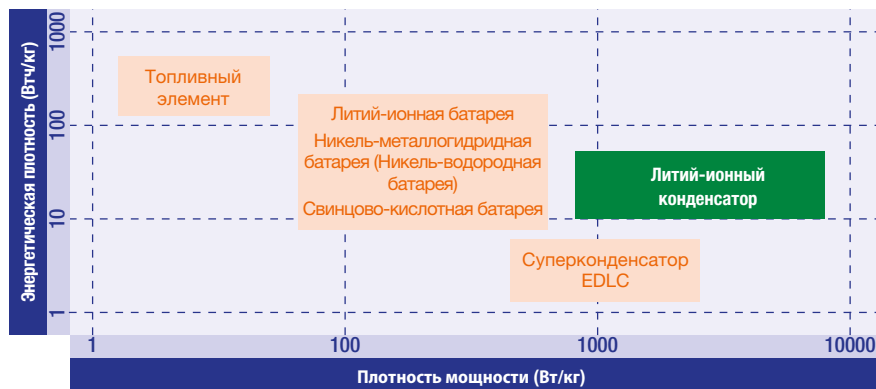 Энергетическая плотность (Втч/кг)
1000
100
10
1
Топливный
элемент
Литий-ионная батарея
Никель-металлогидридная
батарея (Никель-водородная
батарея)
Свинцово-кислотная батарея
Литий-ионный
конденсатор
Суперконденсатор
EDLC
1
100
1000
10000
Плотность мощности (Вт/кг)